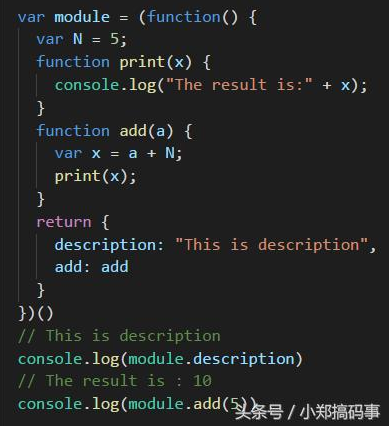 var module = (function() {
  var N = 5;
  function print(x) {
    console.log("The result is:" + x);
  }
  function add(a) {
    var x = a + N;
    print(x);
  }
  return {
    description: "This is description",
    add: add
  }
})()
// This is description
console.log(module.description)
// The result is : 10
console.log(module.add(5))
头条号 / 小郑搞码事